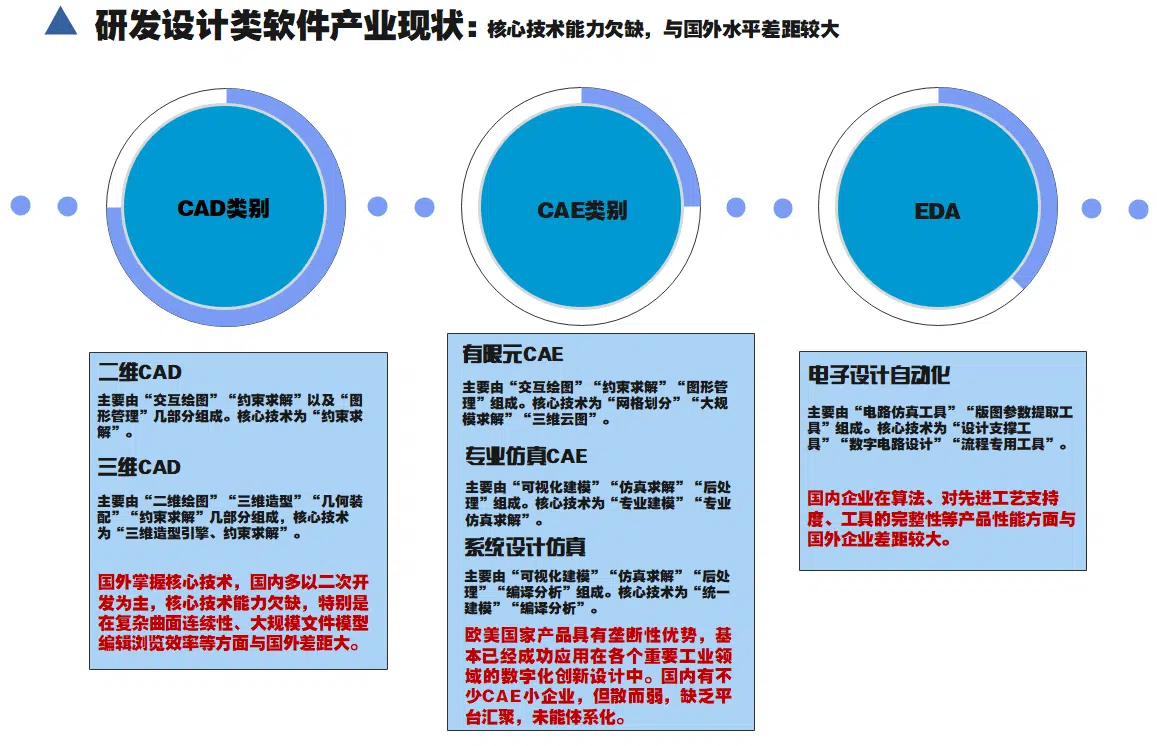 研发设计类软件产业现状：核心技术能力欠缺，与国外水平差距较大
CAD类别
CAE类别
EDA
二维CAD
主要由“交互绘图”“约束求解”以及“图
形管理”几部分组成。核心技术为“约束求
解”。
三维CAD
主要由“二维绘图”“三维造型”“几何装
配”“约束求解”几部分组成，核心技术
为“三维造型引擎、约束求解”。
国外掌握核心技术，国内多以二次开
发为主，核心技术能力欠缺，特别是
在复杂曲面连续性、大规模文件模型
编辑浏览效率等方面与国外差距大。
有限元CAE
主要由“交互绘图”“约束求解”“图形管
理”组成。核心技术为“网格划分”“大规
模求解”“三维云图”。
专业仿真CAE
主要由“可视化建模”“仿真求解”“后处
理”组成。核心技术为“专业建模”“专业
仿真求解”。
系统设计仿真
主要由“可视化建模”“仿真求解”“后处
理”“编译分析”组成。核心技术为“统一
建模”“编译分析”。
欧美国家产品具有垄断性优势，基
本已经成功应用在各个重要工业领
域的数字化创新设计中。国内有不
少CAE小企业，但散而弱，缺乏平
台汇聚，未能体系化。
电子设计自动化
主要由“电路仿真工具”“版图参数提取工
具”组成。核心技术为“设计支撑工
具”“数字电路设计”“流程专用工具”。
国内企业在算法、对先进工艺支持
度、工具的完整性等产品性能方面与
国外企业差距较大。